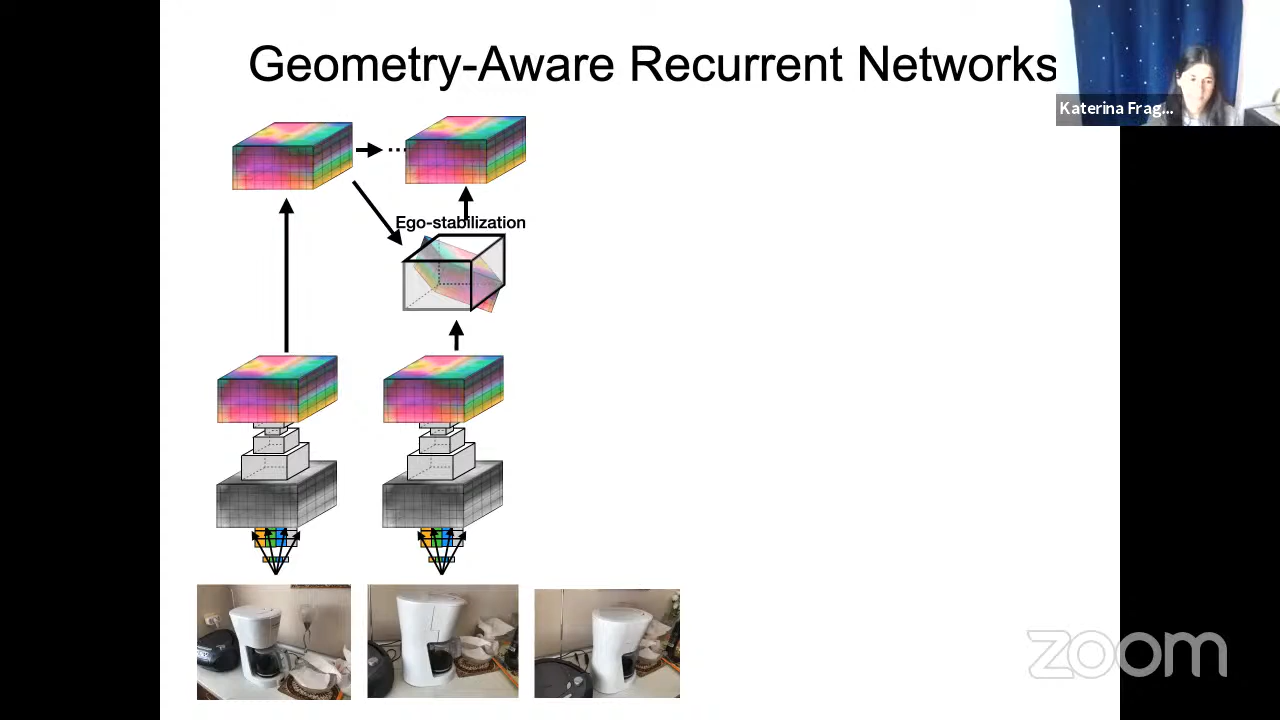 Geometry-Aware Recurrent Networks
Katerina Frag...
Ego-stabilization
zoom